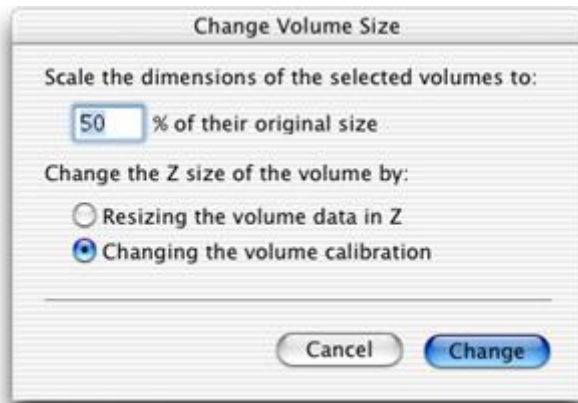 Change Volume Size
Scale the dimensions of the selected volumes to:
50 % of their original size
Change the Z size of the volume by:
Resizing the volume data in Z
Changing the volume calibration
Cancel Change